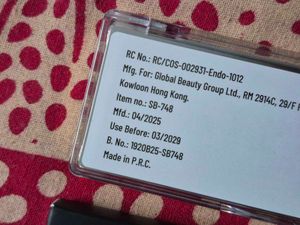 RC No.: RC/COS-002931-Endo-1012
Mfg. For: Global Beauty Group Ltd., RM 2914C, 29/F
Kowloon Hong Kong.
Item no.: SB-748
Mfd.: 04/2025
Use Before: 03/2029
B. No.: 1920825-SB748
Made in P.R.C.